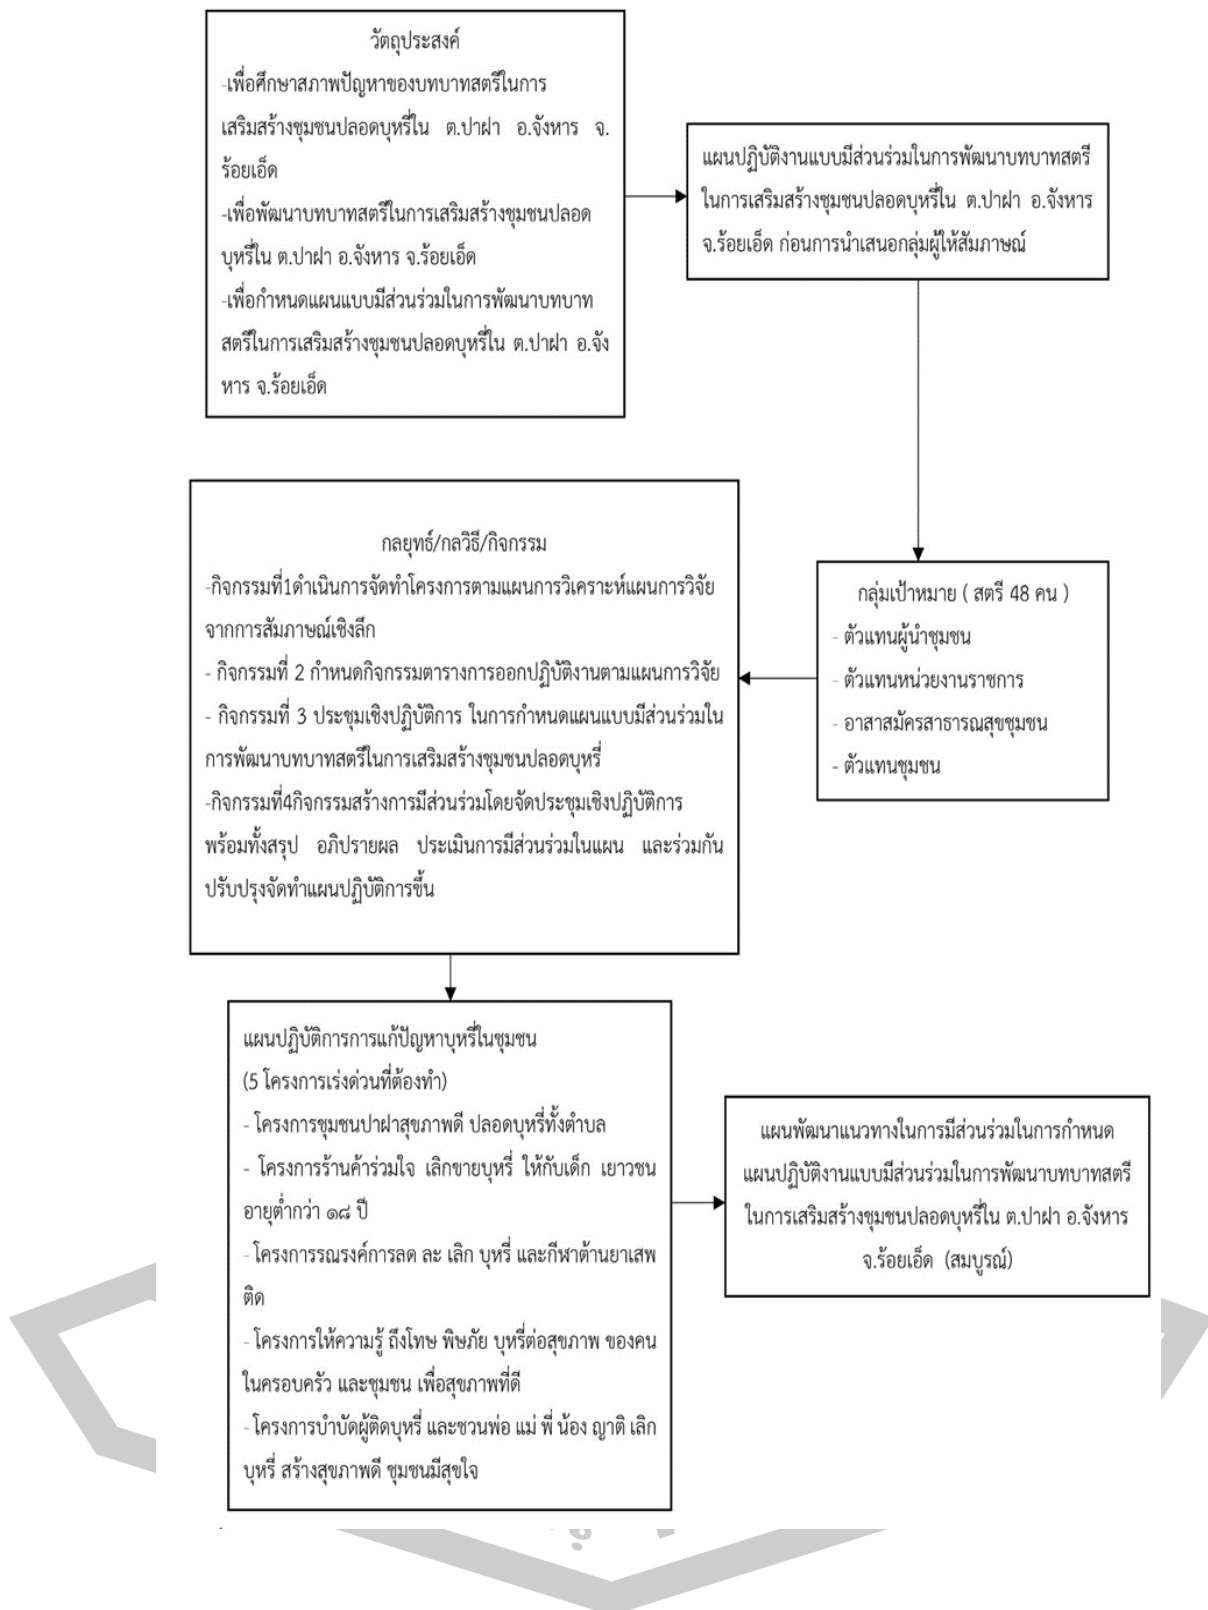 วัตถุประสงค์
-เพื่อศึกษาสภาพปัญหาของบทบาทสตรีในการ
เสริมสร้างชุมชนปลอดบุหรี่ใน ต.ปาฝา อ.จังหาร จ.
ร้อยเอ็ด
-เพื่อพัฒนาบทบาทสตรีในการเสริมสร้างชุมชนปลอด
บุหรี่ใน ต.ปาฝา อ.จังหาร จ.ร้อยเอ็ด
-เพื่อกำหนดแผนแบบมีส่วนร่วมในการพัฒนาบทบาท
สตรีในการเสริมสร้างชุมชนปลอดบุหรี่ใน ต.ปาฝา อ.จัง
หาร จ.ร้อยเอ็ด
แผนปฏิบัติงานแบบมีส่วนร่วมในการพัฒนาบทบาทสตรี
ในการเสริมสร้างชุมชนปลอดบุหรี่ใน ต.ปาฝา อ.จังหาร
จ.ร้อยเอ็ด ก่อนการนำเสนอกลุ่มผู้ให้สัมภาษณ์
กลุ่มเป้าหมาย ( สตรี 48 คน )
- ตัวแทนผู้นำชุมชน
- ตัวแทนหน่วยงานราชการ
- อาสาสมัครสาธารณสุขชุมชน
- ตัวแทนชุมชน
กลยุทธ์/กลวิธี/กิจกรรม
-กิจกรรมที่1ดำเนินการจัดทำโครงการตามแผนการวิเคราะห์แผนการวิจัย
จากการสัมภาษณ์เชิงลึก
- กิจกรรมที่ 2 กำหนดกิจกรรมตารางการออกปฏิบัติงานตามแผนการวิจัย
- กิจกรรมที่ 3 ประชุมเชิงปฏิบัติการ ในการกำหนดแผนแบบมีส่วนร่วมใน
การพัฒนาบทบาทสตรีในการเสริมสร้างชุมชนปลอดบุหรี่
-กิจกรรมที่4กิจกรรมสร้างการมีส่วนร่วมโดยจัดประชุมเชิงปฏิบัติการ
พร้อมทั้งสรุป อภิปรายผล ประเมินการมีส่วนร่วมในแผน และร่วมกัน
ปรับปรุงจัดทำแผนปฏิบัติการขึ้น
แผนปฏิบัติการการแก้ปัญหาบุหรี่ในชุมชน
(5 โครงการเร่งด่วนที่ต้องทำ)
- โครงการชุมชนปาฝาสุขภาพดี ปลอดบุหรี่ทั้งตำบล
- โครงการร้านค้าร่วมใจ เลิกขายบุหรี่ ให้กับเด็ก เยาวชน
อายุต่ำกว่า ๑๘ ปี
- โครงการรณรงค์การลด ละ เลิก บุหรี่ และกีฬาต้านยาเสพ
ติด
- โครงการให้ความรู้ ถึงโทษ พิษภัย บุหรี่ต่อสุขภาพ ของคน
ในครอบครัว และชุมชน เพื่อสุขภาพที่ดี
- โครงการบำบัดผู้ติดบุหรี่ และชวนพ่อ แม่ พี่ น้อง ญาติ เลิก
บุหรี่ สร้างสุขภาพดี ชุมชนมีสุขใจ
แผนพัฒนาแนวทางในการมีส่วนร่วมในการกำหนด
แผนปฏิบัติงานแบบมีส่วนร่วมในการพัฒนาบทบาทสตรี
ในการเสริมสร้างชุมชนปลอดบุหรี่ใน ต.ปาฝา อ.จังหาร
จ.ร้อยเอ็ด (สมบูรณ์)